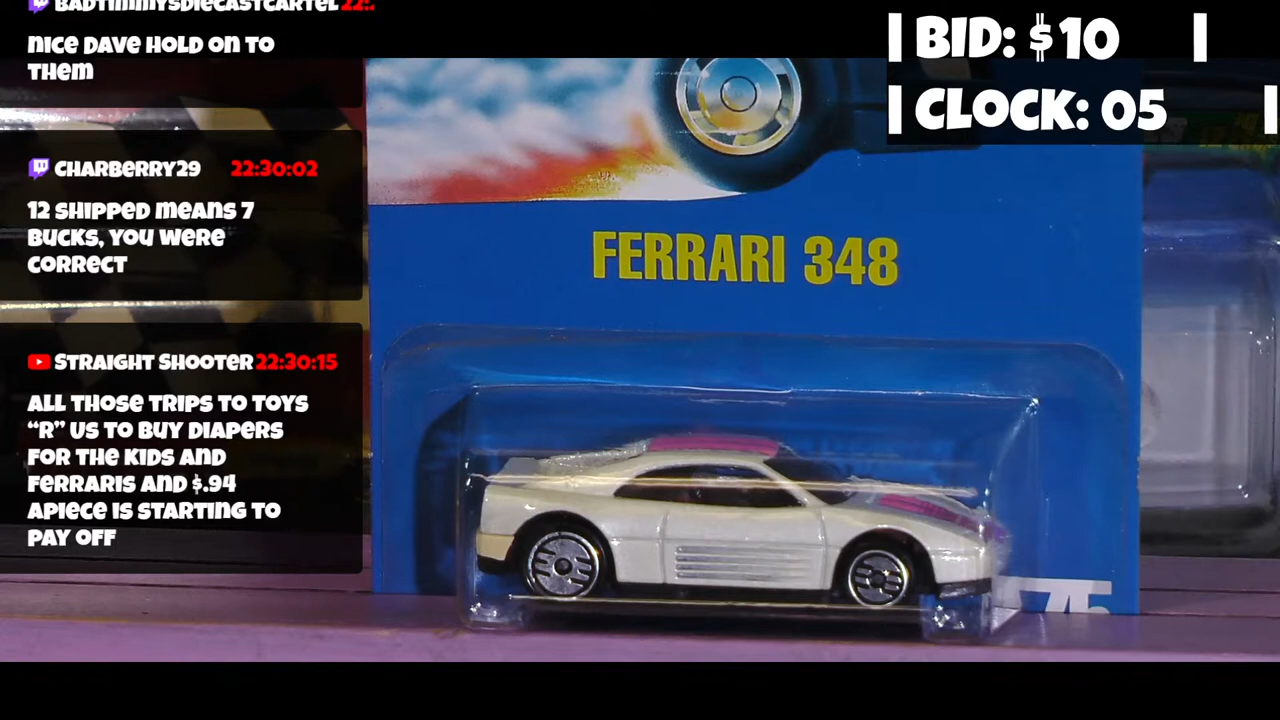 BADTIMMYSDIECASTCARTEL 22:
NICE DAVE HOLD ON TO
THEM
CHARBERRY29 22:30:02
12 SHIPPED MEANS 7
BUCKS, YOU WERE
CORRECT
STRAIGHT SHOOTER 22:30:15
ALL THOSE TRIPS TO TOYS
“R” US TO BUY DIAPERS
FOR THE KIDS AND
FERRARIS AND $.94
APIECE IS STARTING TO
PAY OFF
| BID: $10 |
| CLOCK: 05 |
FERRARI 348